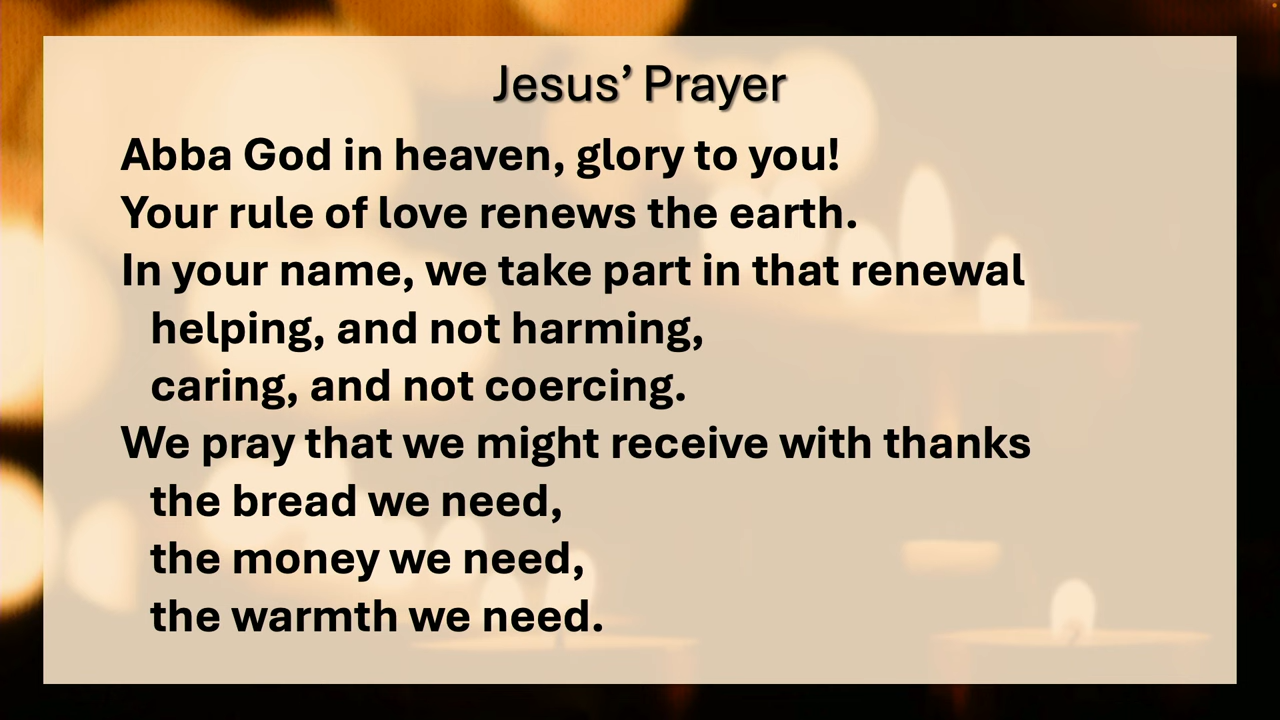 Jesus’ Prayer
Abba God in heaven, glory to you!
Your rule of love renews the earth.
In your name, we take part in that renewal
helping, and not harming,
caring, and not coercing.
We pray that we might receive with thanks
the bread we need,
the money we need,
the warmth we need.